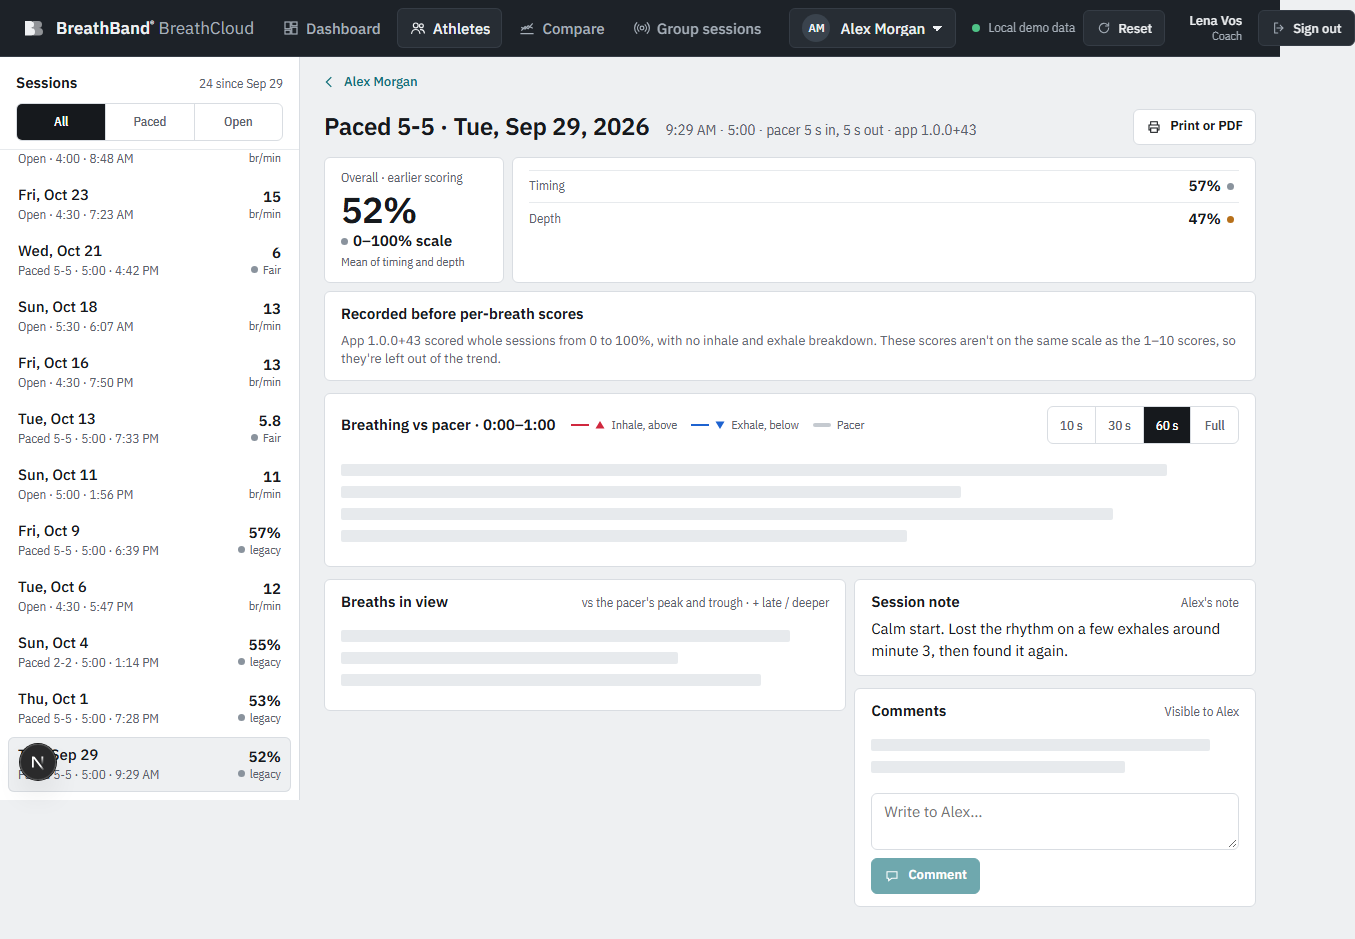 BreathBand® BreathCloud
Dashboard
Athletes
Compare
Group sessions
AM Alex Morgan
Local demo data
Reset
Lena Vos
Coach
Sign out
Sessions
24 since Sep 29
All
Paced
Open
Open · 4:00 · 8:48 AM
br/min
Fri, Oct 23
15
Open · 4:30 · 7:23 AM
br/min
Wed, Oct 21
6
Paced 5-5 · 5:00 · 4:42 PM
Fair
Sun, Oct 18
13
Open · 5:30 · 6:07 AM
br/min
Fri, Oct 16
13
Open · 4:30 · 7:50 PM
br/min
Tue, Oct 13
5.8
Paced 5-5 · 5:00 · 7:33 PM
Fair
Sun, Oct 11
11
Open · 5:00 · 1:56 PM
br/min
Fri, Oct 9
57%
Paced 5-5 · 5:00 · 6:39 PM
legacy
Tue, Oct 6
12
Open · 4:30 · 5:47 PM
br/min
Sun, Oct 4
55%
Paced 2-2 · 5:00 · 1:14 PM
legacy
Thu, Oct 1
53%
Paced 5-5 · 5:00 · 7:28 PM
legacy
Sep 29
52%
5-5 · 5:00 · 9:29 AM
legacy
N
Alex Morgan
Paced 5-5 · Tue, Sep 29, 2026
9:29 AM · 5:00 · pacer 5 s in, 5 s out · app 1.0.0+43
Print or PDF
Overall · earlier scoring
52%
0–100% scale
Mean of timing and depth
Timing
57%
Depth
47%
Recorded before per-breath scores
App 1.0.0+43 scored whole sessions from 0 to 100%, with no inhale and exhale breakdown. These scores aren't on the same scale as the 1–10 scores, so
they're left out of the trend.
Breathing vs pacer · 0:00–1:00
Inhale, above
Exhale, below
Pacer
10 s
30 s
60 s
Full
Breaths in view
vs the pacer's peak and trough · + late / deeper
Session note
Alex's note
Calm start. Lost the rhythm on a few exhales around
minute 3, then found it again.
Comments
Visible to Alex
Write to Alex...
Comment